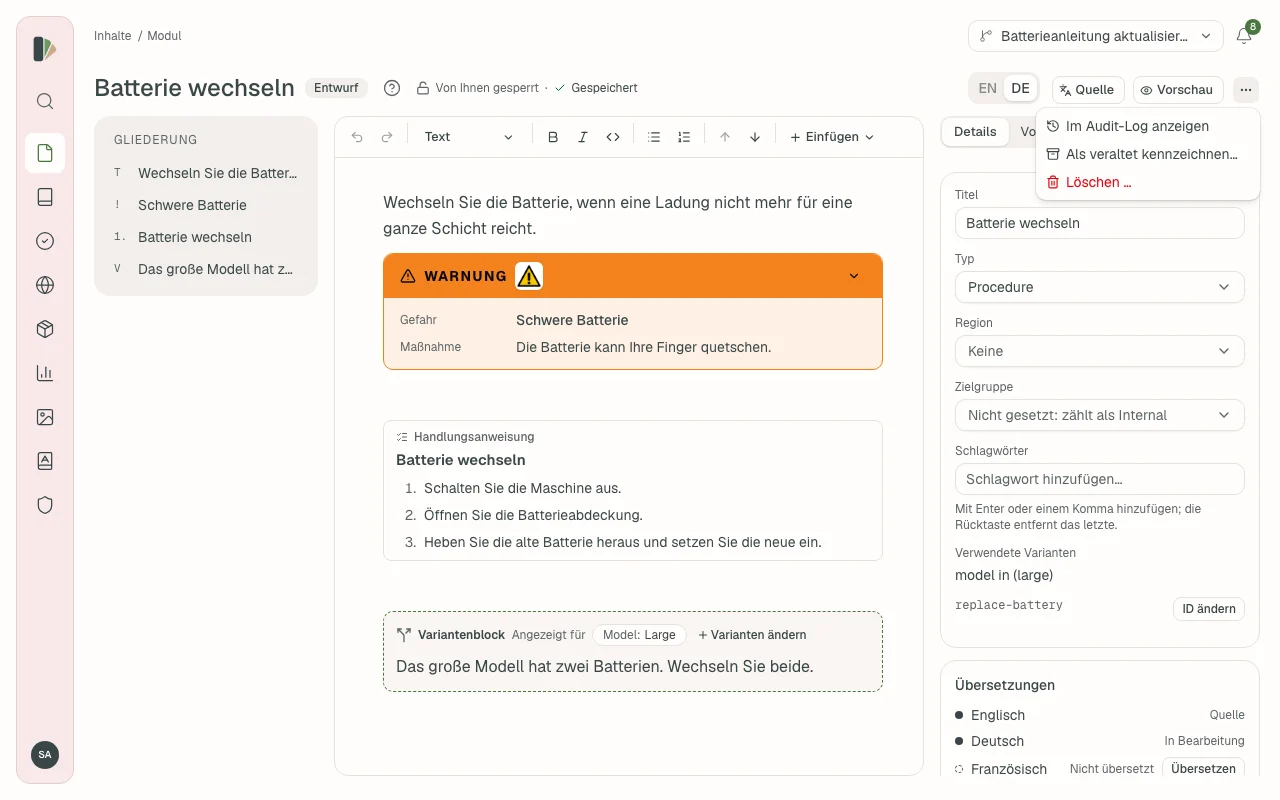 Inhalte / Modul
Batterieanleitung aktualisier...
8
Batterie wechseln
Entwurf
Von Ihnen gesperrt · Gespeichert
EN DE
Quelle
Vorschau
Im Audit-Log anzeigen
Als veraltet kennzeichnen…
Löschen …
GLIEDERUNG
T Wechseln Sie die Batter...
! Schwere Batterie
1. Batterie wechseln
V Das große Modell hat z...
Text
Einfügen
Wechseln Sie die Batterie, wenn eine Ladung nicht mehr für eine
ganze Schicht reicht.
WARNUNG
Gefahr Schwere Batterie
Maßnahme Die Batterie kann Ihre Finger quetschen.
Handlungsanweisung
Batterie wechseln
1. Schalten Sie die Maschine aus.
2. Öffnen Sie die Batterieabdeckung.
3. Heben Sie die alte Batterie heraus und setzen Sie die neue ein.
Variantenblock Angezeigt für Model: Large + Varianten ändern
Das große Modell hat zwei Batterien. Wechseln Sie beide.
Details
Vo
Titel
Batterie wechseln
Typ
Procedure
Region
Keine
Zielgruppe
Nicht gesetzt: zählt als Internal
Schlagwörter
Schlagwort hinzufügen…
Mit Enter oder einem Komma hinzufügen; die
Rücktaste entfernt das letzte.
Verwendete Varianten
model in (large)
replace-battery
ID ändern
Übersetzungen
Englisch Quelle
Deutsch In Bearbeitung
Französisch Nicht übersetzt Übersetzen
SA